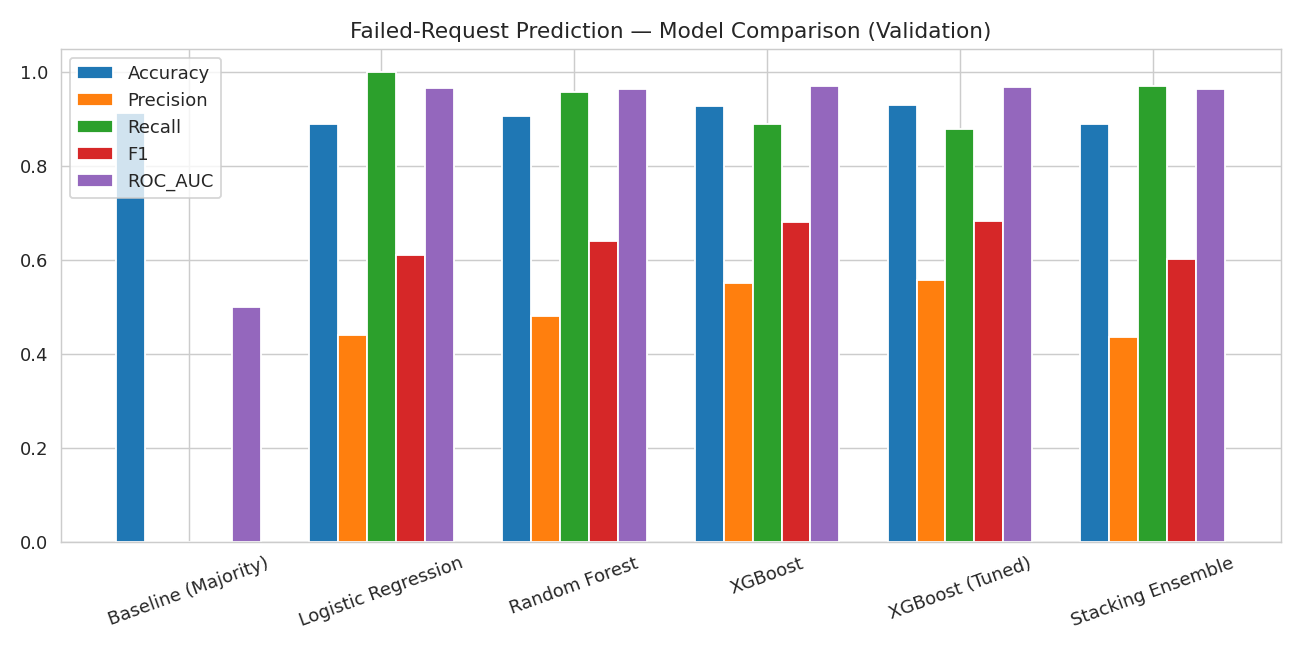 Failed-Request Prediction — Model Comparison (Validation)
Accuracy
Precision
Recall
F1
ROC_AUC
1.0
0.8
0.6
0.4
0.2
0.0
Baseline (Majority)
Logistic Regression
Random Forest
XGBoost
XGBoost (Tuned)
Stacking Ensemble